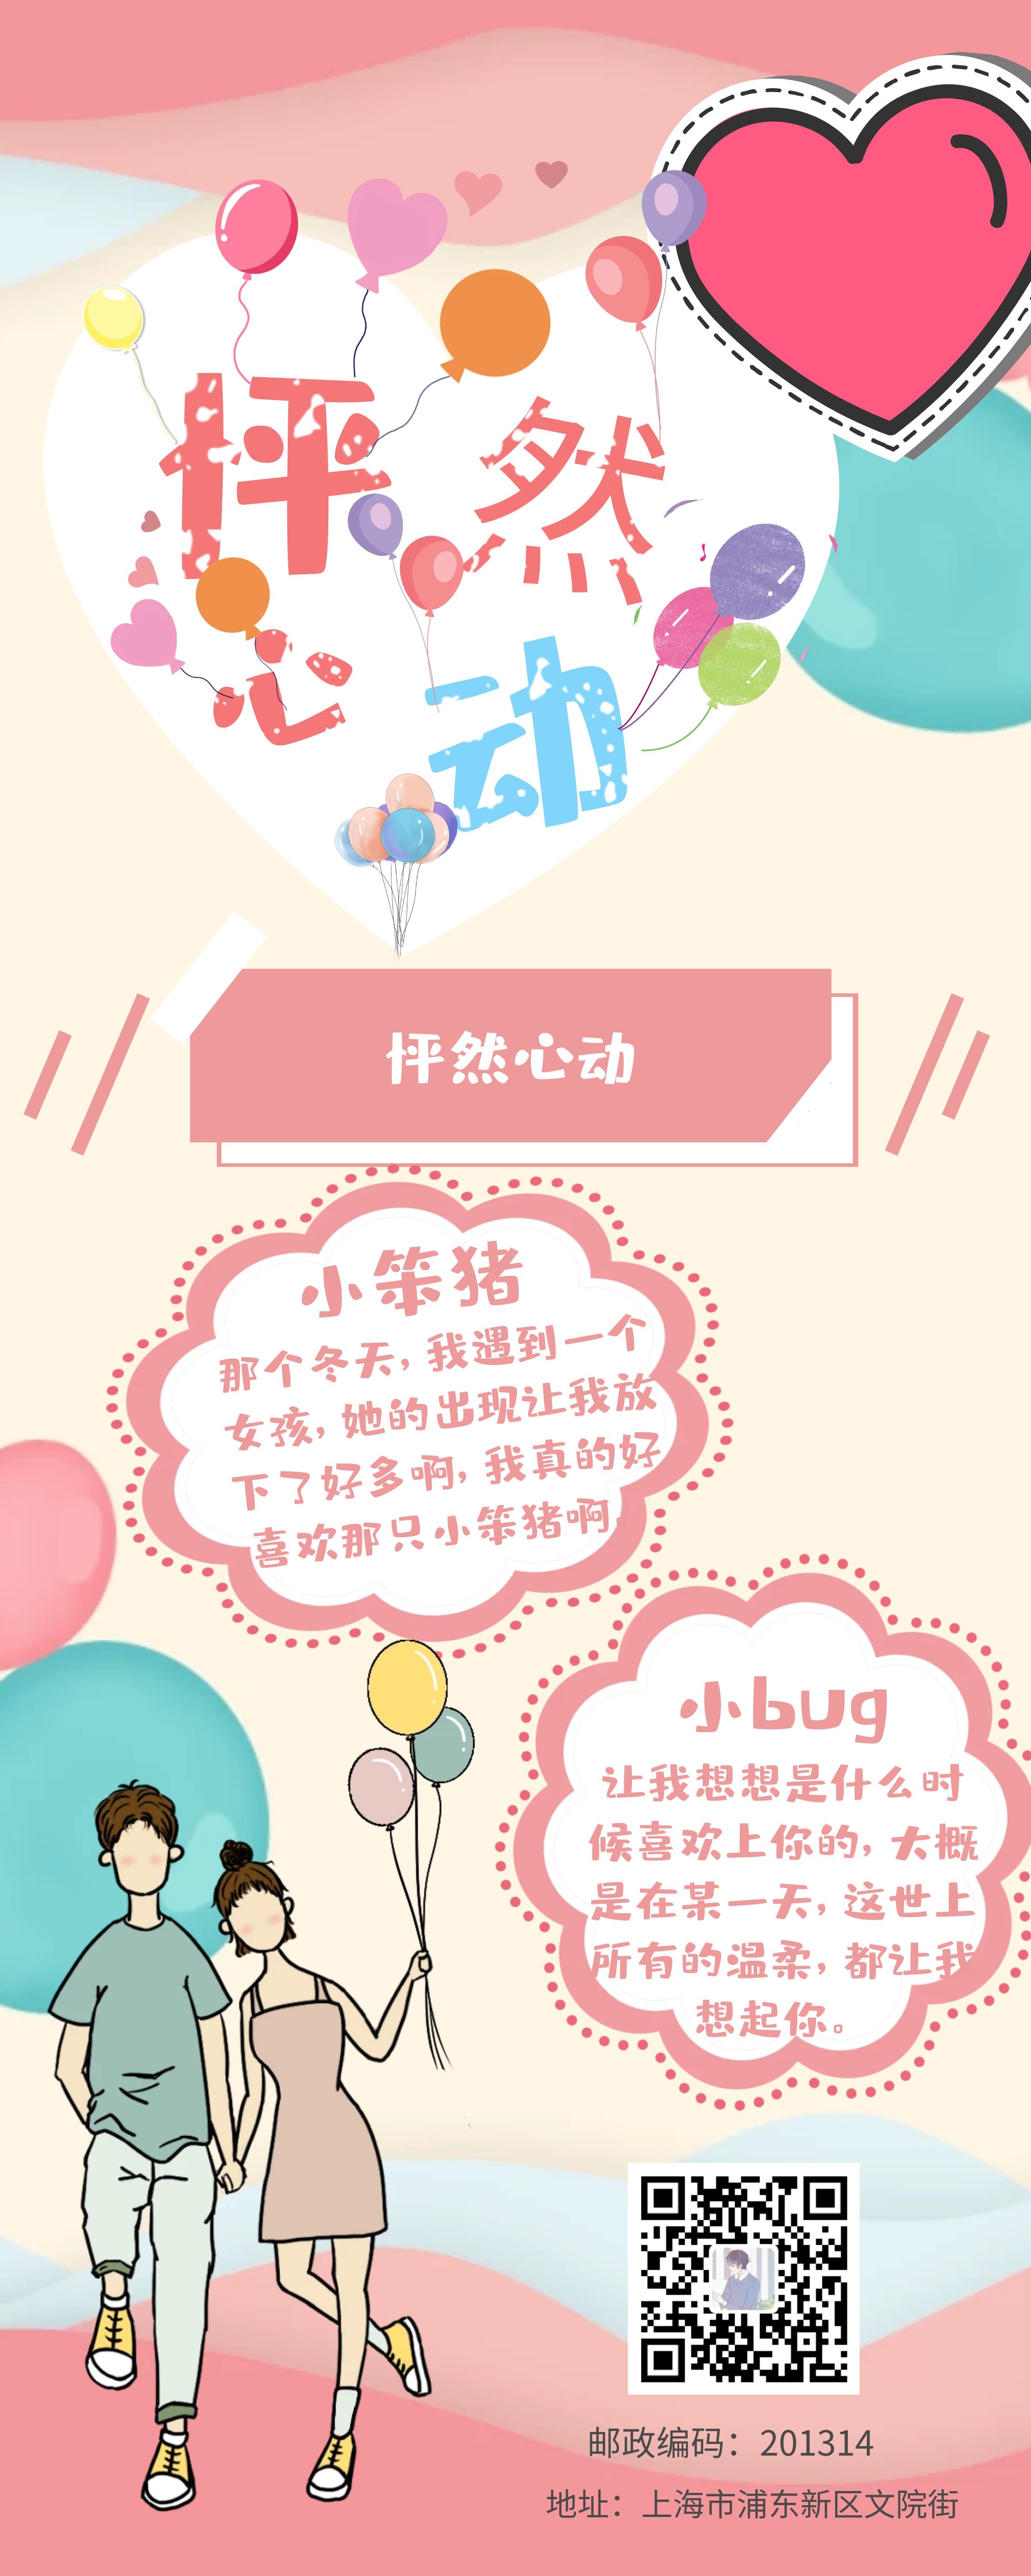 怦然
心动
怦然心动
小笨猪
那个冬天，我遇到一个
女孩，她的出现让我放
下了好多啊，我真的好
喜欢那只小笨猪啊。
小bug
让我想想是什么时
候喜欢上你的，大概
是在某一天，这世上
所有的温柔，都让我
想起你。
邮政编码：201314
地址：上海市浦东新区文院街